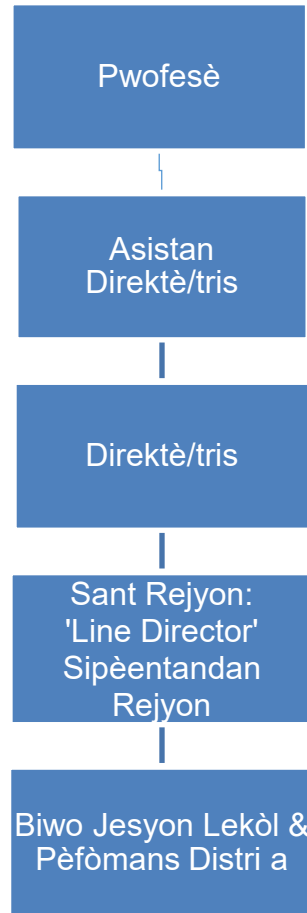 Pwofesè
Asistan
Direktè/tris
Direktè/tris
Sant Rejyon:
'Line Director'
Sipèentandan
Rejyon
Biwo Jesyon Lekòl &
Pèfòmans Distri a